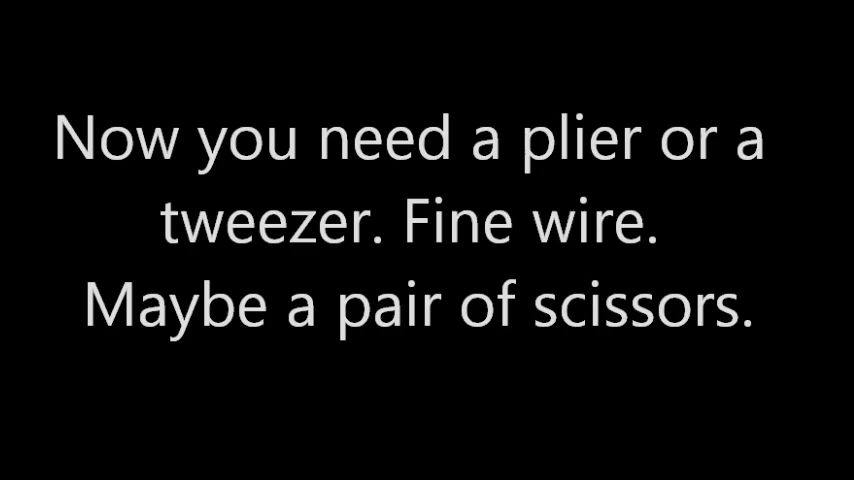 Now you need a plier or a
tweezer. Fine wire.
Maybe a pair of scissors.